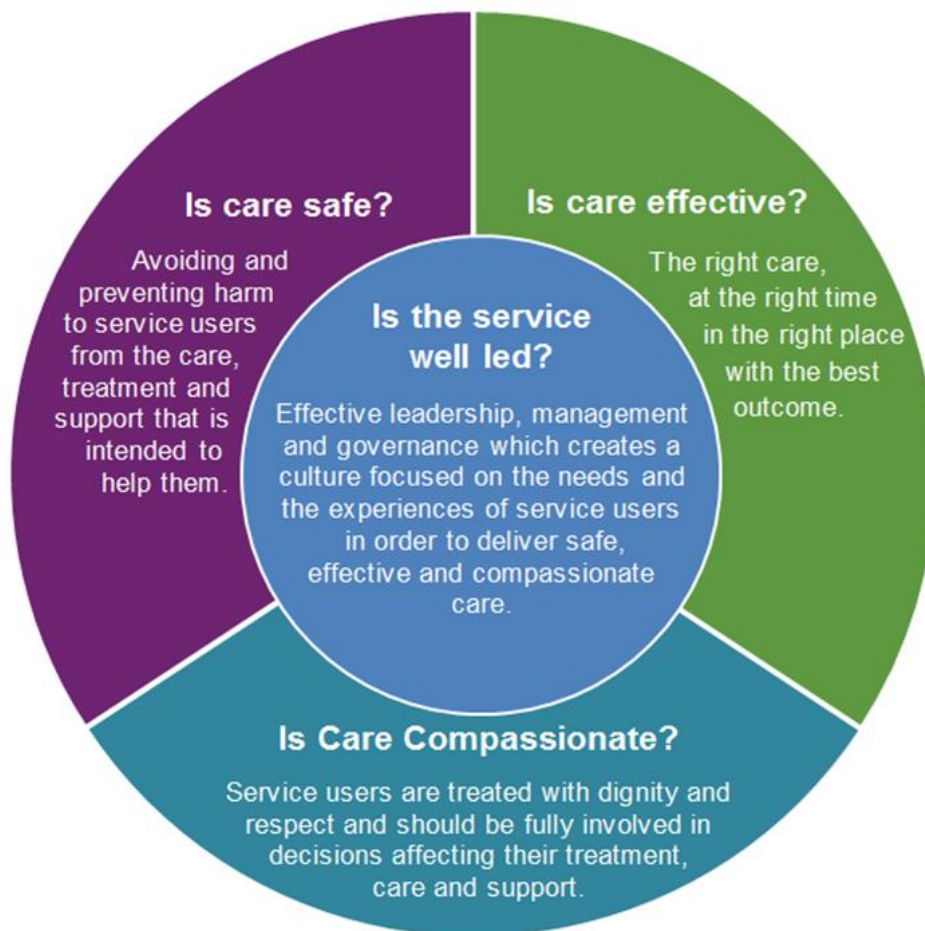 Is care safe?
Avoiding and
preventing harm
to service users
from the care,
treatment and
support that is
intended to
help them.
Is care effective?
The right care,
at the right time
in the right place
with the best
outcome.
Is the service
well led?
Effective leadership, management
and governance which creates a
culture focused on the needs and
the experiences of service users
in order to deliver safe,
effective and compassionate
care.
Is Care Compassionate?
Service users are treated with dignity and
respect and should be fully involved in
decisions affecting their treatment,
care and support.